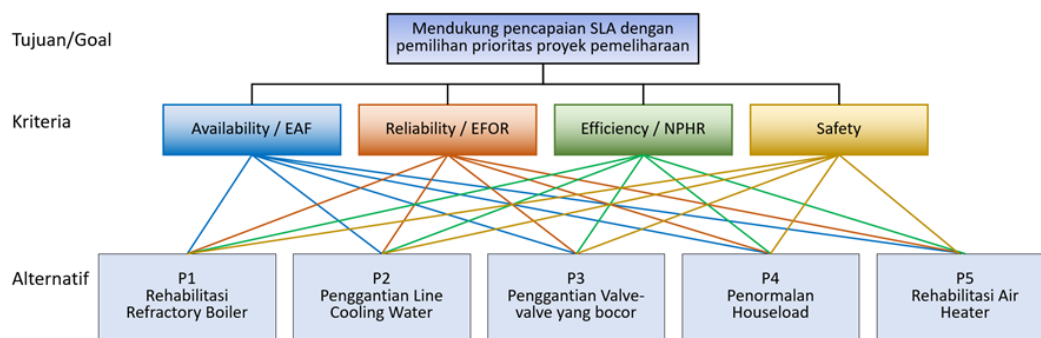 Tujuan/Goal
Mendukung pencapaian SLA dengan
pemilihan prioritas proyek pemeliharaan
Kriteria
Availability / EAF
Reliability / EFOR
Efficiency / NPHR
Safety
Alternatif
P1
Rehabilitasi
Refractory Boiler
P2
Penggantian Line
Cooling Water
P3
Penggantian Valve-
valve yang bocor
P4
Penormalan
Houseload
P5
Rehabilitasi Air
Heater